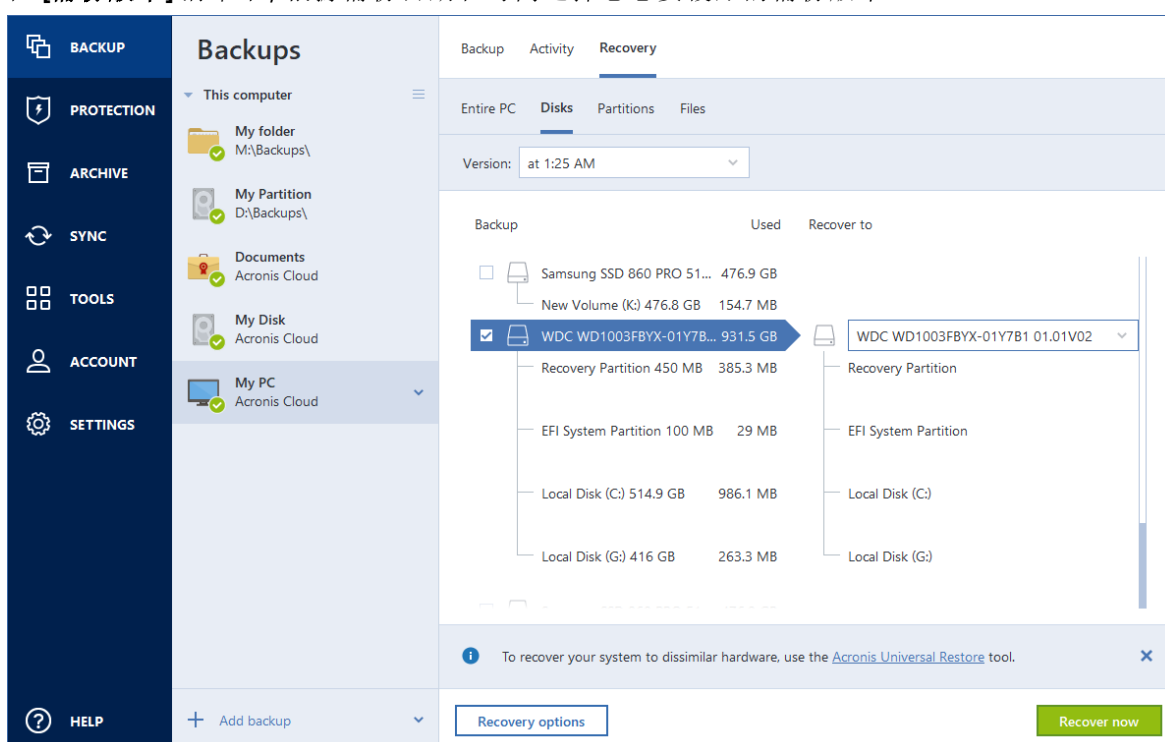 BACKUP
PROTECTION
ARCHIVE
SYNC
TOOLS
ACCOUNT
SETTINGS
HELP
Backups
This computer
My folder
M:\Backups\
My Partition
D:\Backups\
Documents
Acronis Cloud
My Disk
Acronis Cloud
My PC
Acronis Cloud
Add backup
Backup Activity Recovery
Entire PC Disks Partitions Files
Version: at 1:25 AM
Backup Used Recover to
Samsung SSD 860 PRO 51... 476.9 GB
New Volume (K:) 476.8 GB 154.7 MB
WDC WD1003FBYX-01Y7B... 931.5 GB WDC WD1003FBYX-01Y7B1 01.01V02
Recovery Partition 450 MB 385.3 MB Recovery Partition
EFI System Partition 100 MB 29 MB EFI System Partition
Local Disk (C:) 514.9 GB 986.1 MB Local Disk (C:)
Local Disk (G:) 416 GB 263.3 MB Local Disk (G:)
To recover your system to dissimilar hardware, use the Acronis Universal Restore tool.
Recovery options Recover now